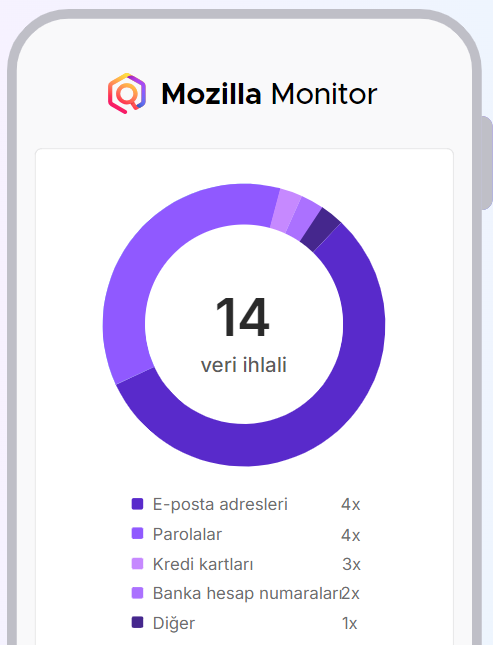 Mozilla Monitor
14
veri ihlali
E-posta adresleri 4x
Parolalar 4x
Kredi kartları 3x
Banka hesap numaraları 2x
Diğer 1x